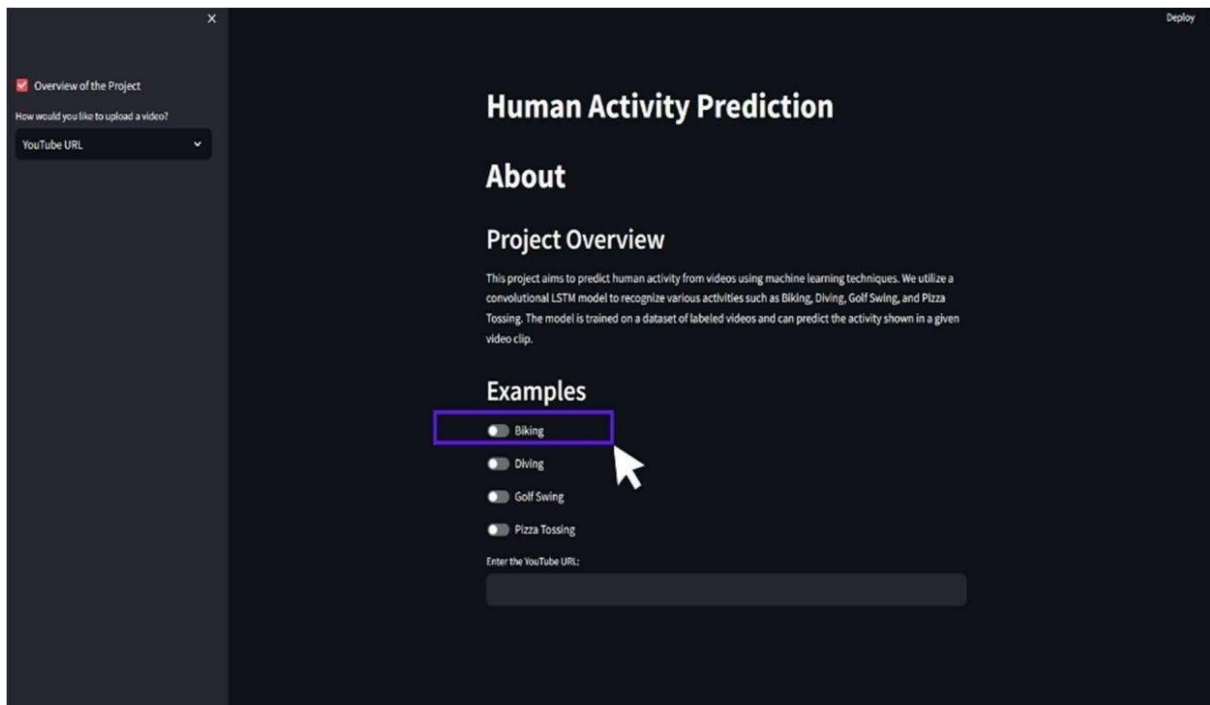 Deploy
Overview of the Project
How would you like to upload a video?
YouTube URL
Human Activity Prediction
About
Project Overview
This project aims to predict human activity from videos using machine learning techniques. We utilize a
convolutional LSTM model to recognize various activities such as Biking, Diving, Golf Swing, and Pizza
Tossing. The model is trained on a dataset of labeled videos and can predict the activity shown in a given
video clip.
Examples
Biking
Diving
Golf Swing
Pizza Tossing
Enter the YouTube URL: